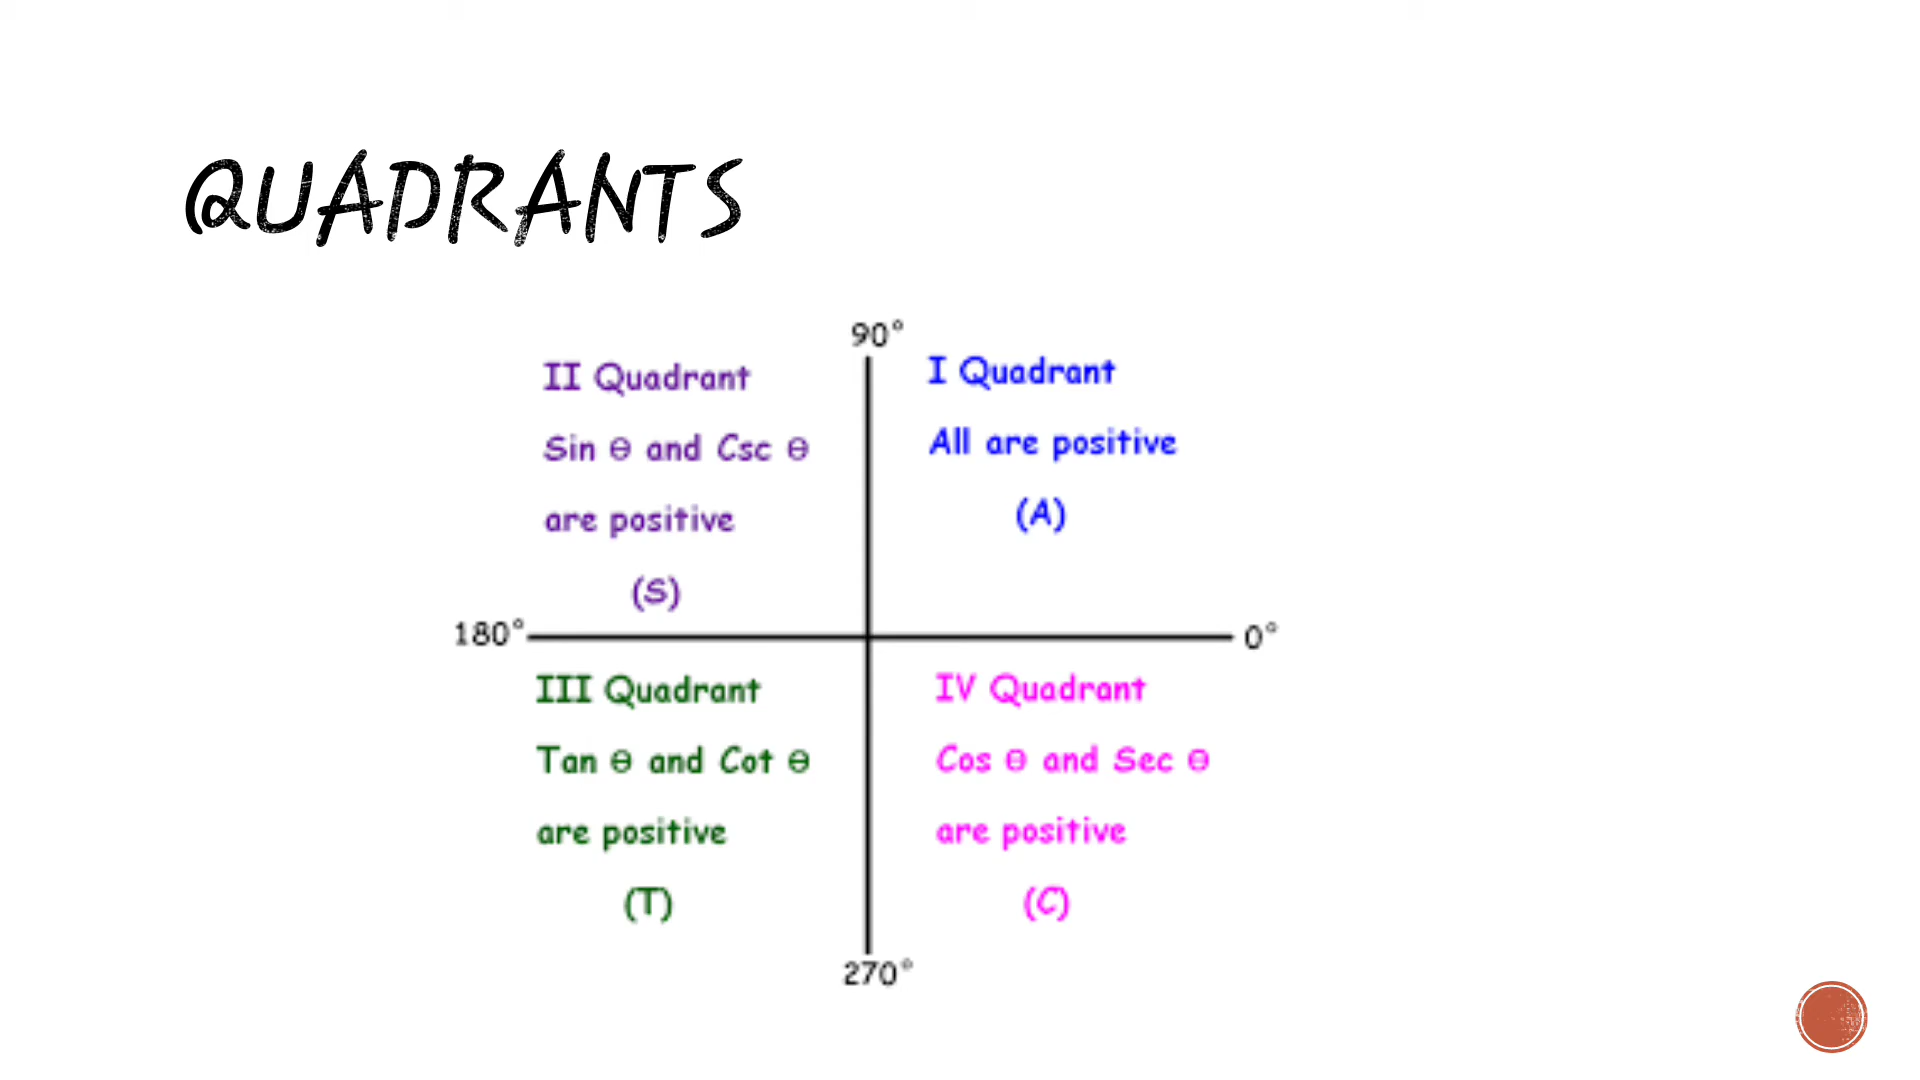 QUADRANTS
90°
II Quadrant
Sin θ and Csc θ
are positive
(S)
I Quadrant
All are positive
(A)
180°
0°
III Quadrant
Tan θ and Cot θ
are positive
(T)
IV Quadrant
Cos θ and Sec θ
are positive
(C)
270°